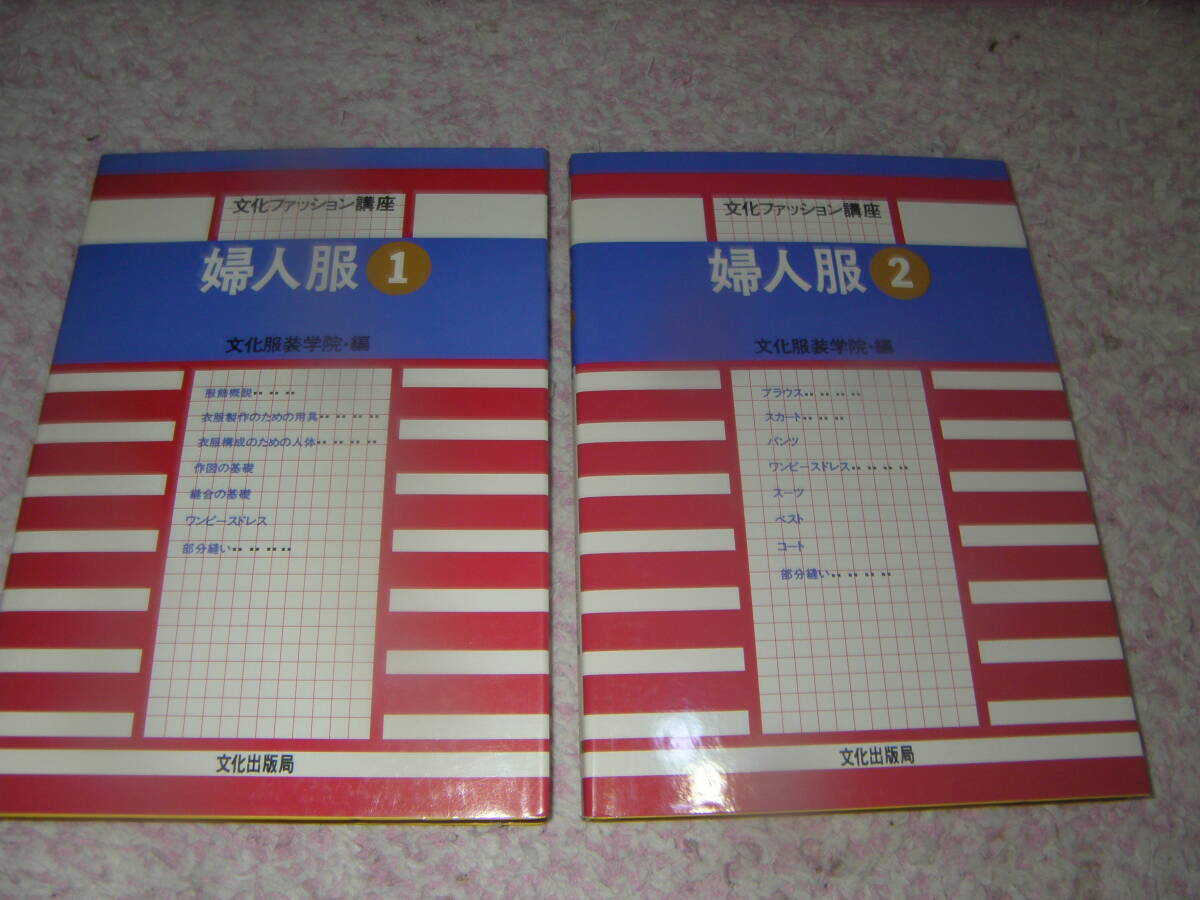 文化ファッション講座
婦人服 1
文化服装学院・編
服飾概説‥‥‥
衣服製作のための用具‥‥‥‥
衣服構成のための人体‥‥‥‥
作図の基礎
縫合の基礎
ワンピースドレス
部分縫い‥‥‥‥
文化出版局
文化ファッション講座
婦人服 2
文化服装学院・編
ブラウス‥‥‥‥
スカート‥‥‥
パンツ
ワンピースドレス‥‥‥‥
スーツ
ベスト
コート
部分縫い‥‥‥‥
文化出版局